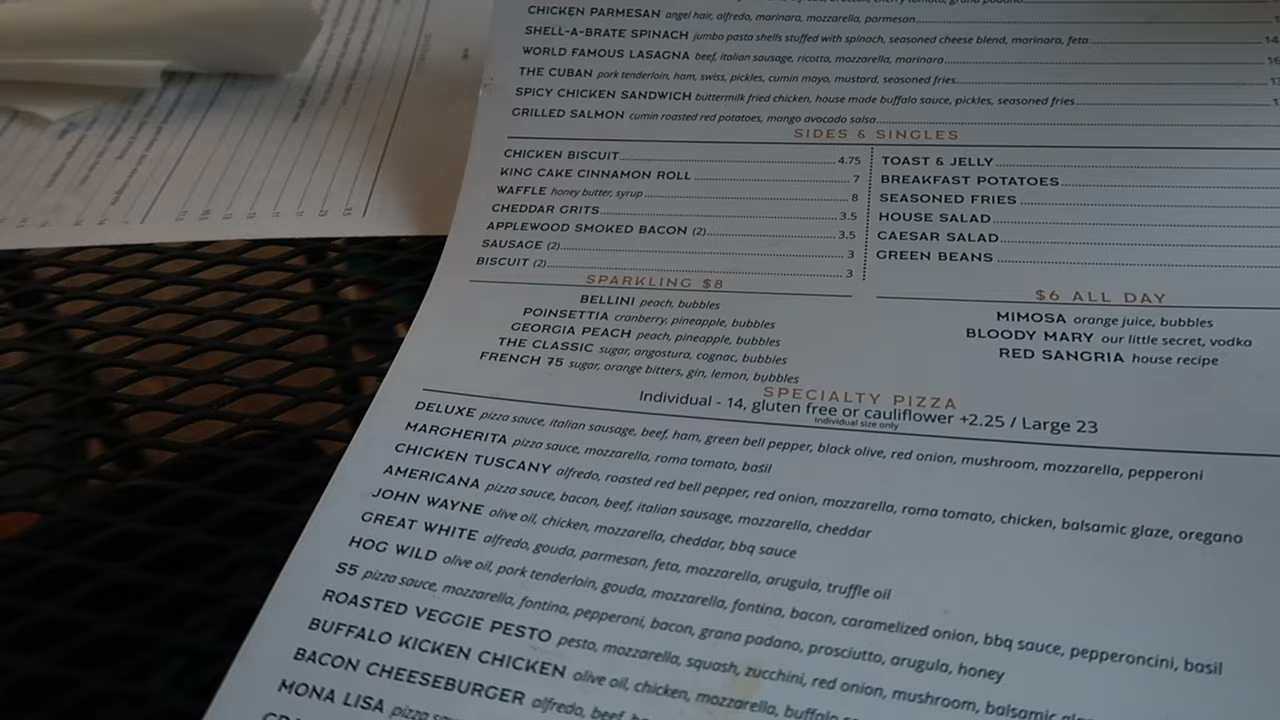 CHICKEN PARMESAN angel hair, alfredo, marinara, mozzarella, parmesan
SHELL-A-BRATE SPINACH jumbo pasta shells stuffed with spinach, seasoned cheese blend, marinara, feta 14
WORLD FAMOUS LASAGNA beef, italian sausage, ricotta, mozzarella, marinara 16
THE CUBAN pork tenderloin, ham, swiss, pickles, cumin mayo, mustard, seasoned fries
SPICY CHICKEN SANDWICH buttermilk fried chicken, house made buffalo sauce, pickles, seasoned fries
GRILLED SALMON cumin roasted red potatoes, mango avocado salsa
SIDES & SINGLES
CHICKEN BISCUIT 4.75
KING CAKE CINNAMON ROLL 7
WAFFLE honey butter, syrup 8
CHEDDAR GRITS 3.5
APPLEWOOD SMOKED BACON (2) 3.5
SAUSAGE (2) 3
BISCUIT (2) 3
TOAST & JELLY
BREAKFAST POTATOES
SEASONED FRIES
HOUSE SALAD
CAESAR SALAD
GREEN BEANS
SPARKLING $8
BELLINI peach, bubbles
POINSETTIA cranberry, pineapple, bubbles
GEORGIA PEACH peach, pineapple, bubbles
THE CLASSIC sugar, angostura, cognac, bubbles
FRENCH 75 sugar, orange bitters, gin, lemon, bubbles
$6 ALL DAY
MIMOSA orange juice, bubbles
BLOODY MARY our little secret, vodka
RED SANGRIA house recipe
SPECIALTY PIZZA
Individual - 14, gluten free or cauliflower +2.25 / Large 23
Individual size only
DELUXE pizza sauce, italian sausage, beef, ham, green bell pepper, black olive, red onion, mushroom, mozzarella, pepperoni
MARGHERITA pizza sauce, mozzarella, roma tomato, basil
CHICKEN TUSCANY alfredo, roasted red bell pepper, red onion, mozzarella, roma tomato, chicken, balsamic glaze, oregano
AMERICANA pizza sauce, bacon, beef, italian sausage, mozzarella, cheddar
JOHN WAYNE olive oil, chicken, mozzarella, cheddar, bbq sauce
GREAT WHITE alfredo, gouda, parmesan, feta, mozzarella, arugula, truffle oil
HOG WILD olive oil, pork tenderloin, gouda, mozzarella, fontina, bacon, caramelized onion, bbq sauce, pepperoncini, basil
S5 pizza sauce, mozzarella, fontina, pepperoni, bacon, grana padano, prosciutto, arugula, honey
ROASTED VEGGIE PESTO pesto, mozzarella, squash, zucchini, red onion, mushroom, balsamic
BUFFALO KICKEN CHICKEN olive oil, chicken, mozzarella, buffalo
BACON CHEESEBURGER alfredo, beef,
MONA LISA pizza